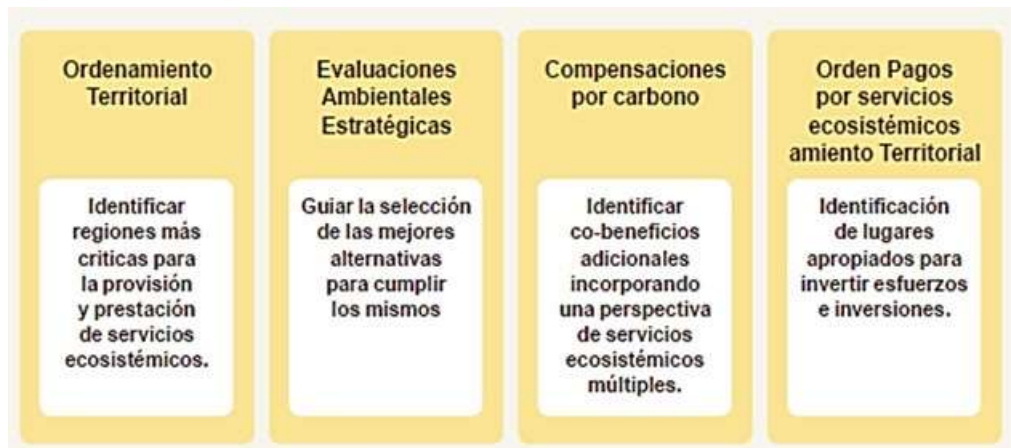 Ordenamiento
Territorial
Identificar
regiones más
criticas para
la provisión
y prestación
de servicios
ecosistémicos.
Evaluaciones
Ambientales
Estratégicas
Guiar la selección
de las mejores
alternativas
para cumplir
los mismos
Compensaciones
por carbono
Identificar
co-beneficios
adicionales
incorporando
una perspectiva
de servicios
ecosistémicos
múltiples.
Orden Pagos
por servicios
ecosistémicos
amiento Territorial
Identificación
de lugares
apropiados para
invertir esfuerzos
e inversiones.